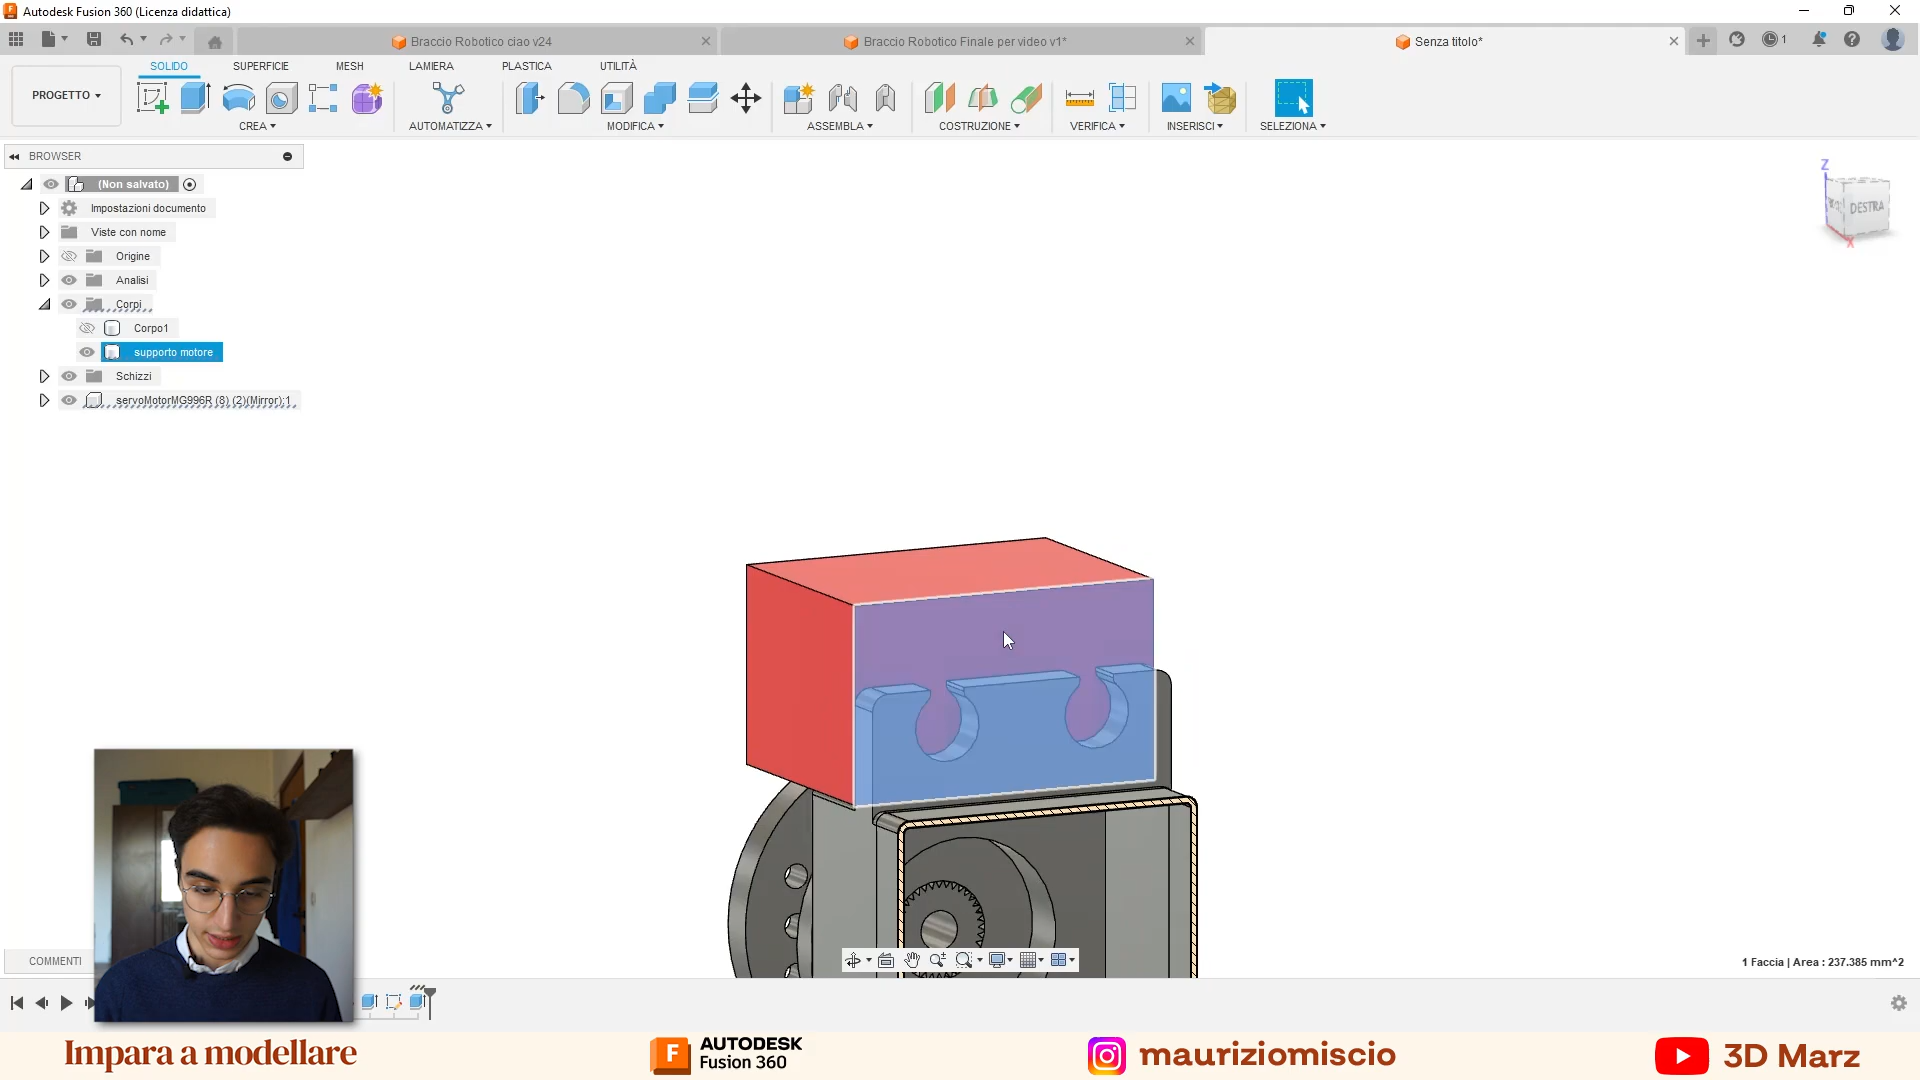 Autodesk Fusion 360 (Licenza didattica)
Braccio Robotico ciao v24
Braccio Robotico Finale per video v1*
Senza titolo*
1
PROGETTO
SOLIDO
SUPERFICIE
MESH
LAMIERA
PLASTICA
UTILITÀ
CREA
AUTOMATIZZA
MODIFICA
ASSEMBLA
COSTRUZIONE
VERIFICA
INSERISCI
SELEZIONA
BROWSER
(Non salvato)
Impostazioni documento
Viste con nome
Origine
Analisi
Corpi
Corpo1
supporto motore
Schizzi
servoMotorMG996R (8) (2)(Mirror):1
Z
DESTRA
X
COMMENTI
1 Faccia | Area : 237.385 mm^2
Impara a modellare
F
AUTODESK
Fusion 360
mauriziomiscio
3D Marz